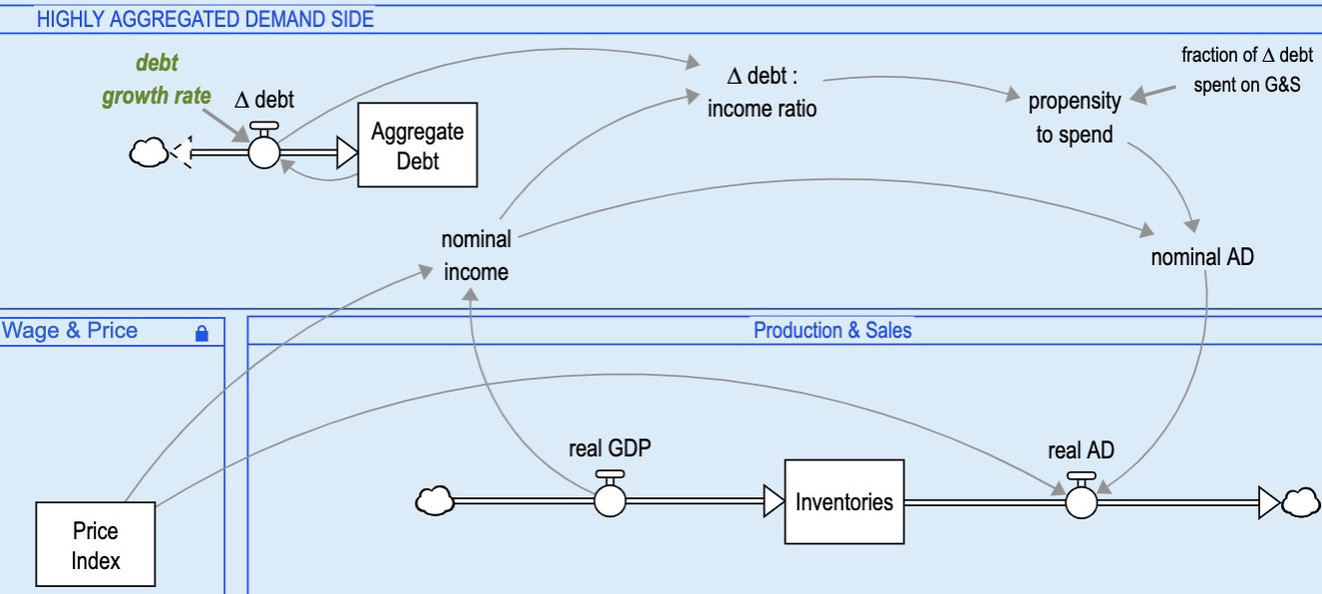 HIGHLY AGGREGATED DEMAND SIDE
debt
growth rate
Δ debt
Aggregate
Debt
Δ debt :
income ratio
fraction of Δ debt
spent on G&S
propensity
to spend
nominal
income
nominal AD
Wage & Price
Production & Sales
real GDP
real AD
Inventories
Price
Index